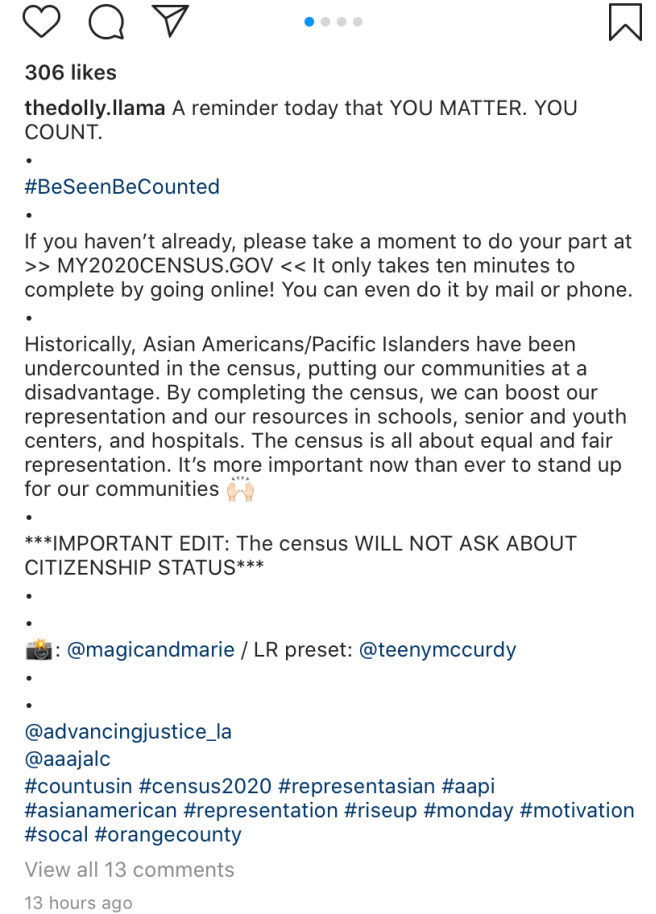 306 likes
thedolly.llama A reminder today that YOU MATTER. YOU
COUNT.
•
#BeSeenBeCounted
•
If you haven’t already, please take a moment to do your part at
>> MY2020CENSUS.GOV << It only takes ten minutes to
complete by going online! You can even do it by mail or phone.
•
Historically, Asian Americans/Pacific Islanders have been
undercounted in the census, putting our communities at a
disadvantage. By completing the census, we can boost our
representation and our resources in schools, senior and youth
centers, and hospitals. The census is all about equal and fair
representation. It’s more important now than ever to stand up
for our communities 🙌🏻
•
***IMPORTANT EDIT: The census WILL NOT ASK ABOUT
CITIZENSHIP STATUS***
•
•
📸: @magicandmarie / LR preset: @teenymccurdy
•
•
@advancingjustice_la
@aaajalc
#countusin #census2020 #representasian #aapi
#asianamerican #representation #riseup #monday #motivation
#socal #orangecounty
View all 13 comments
13 hours ago